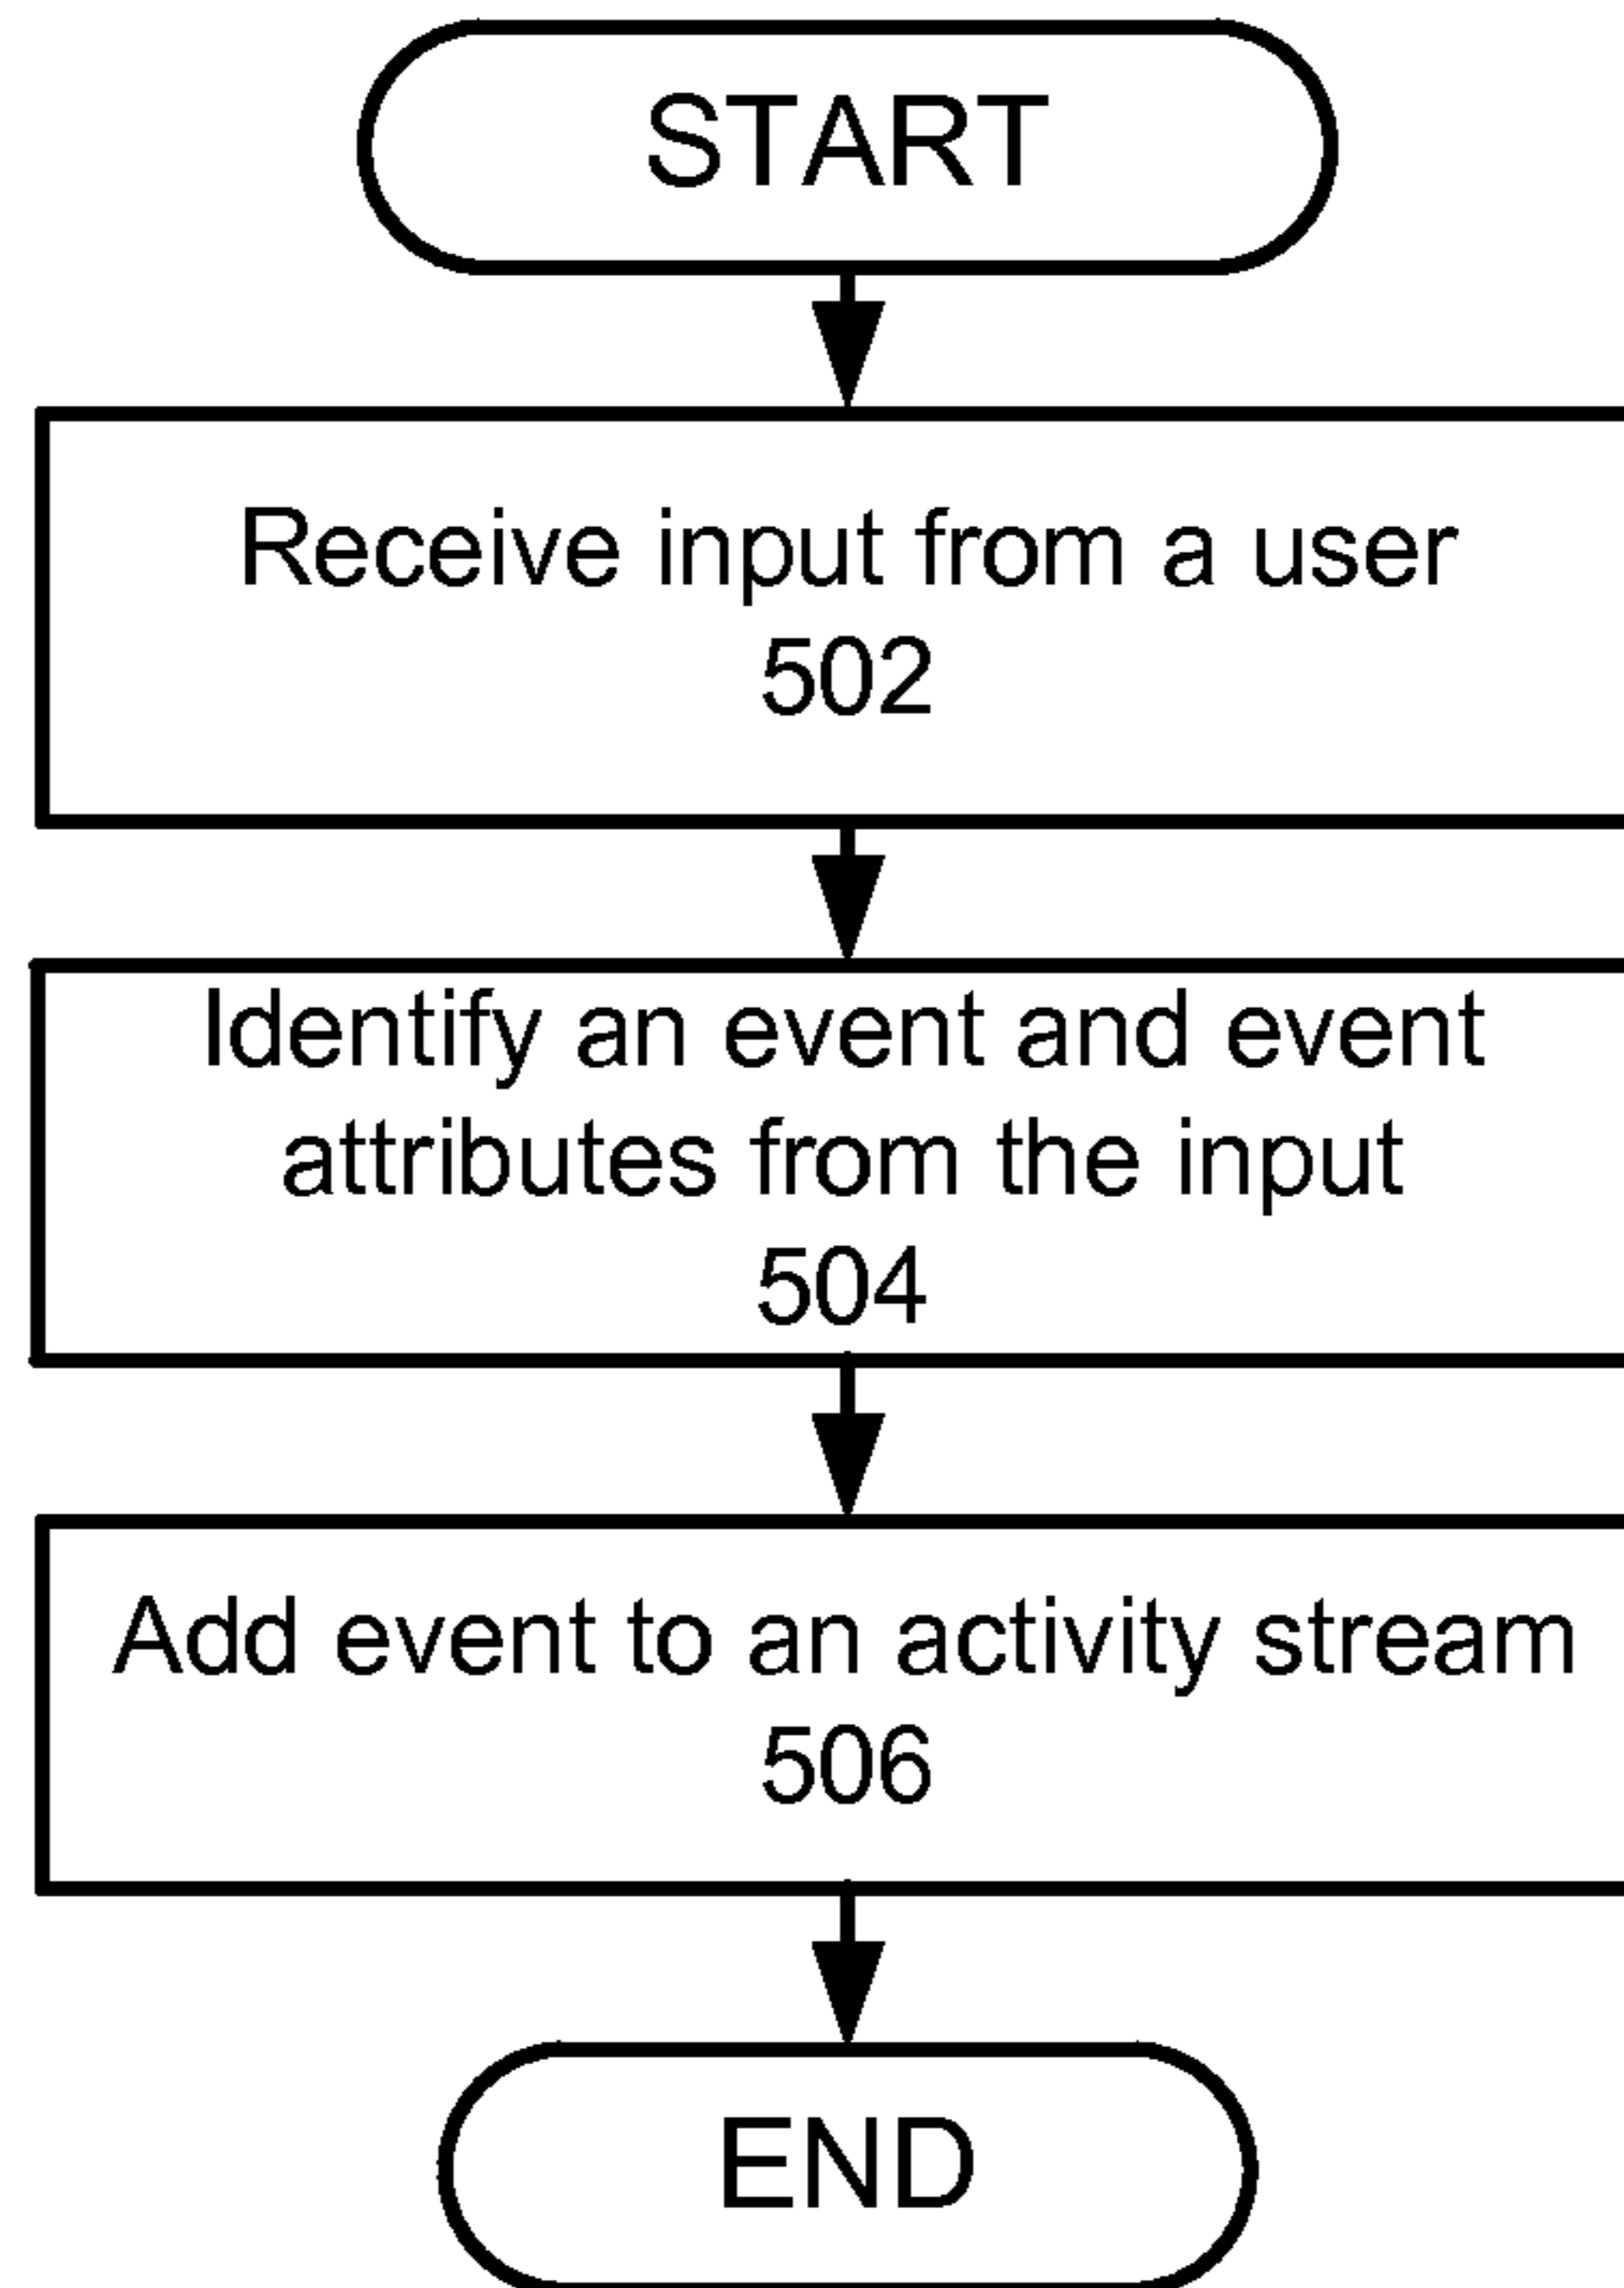 START
Receive input from a user
502
Identify an event and event
attributes from the input
504
Add event to an activity stream
506
END